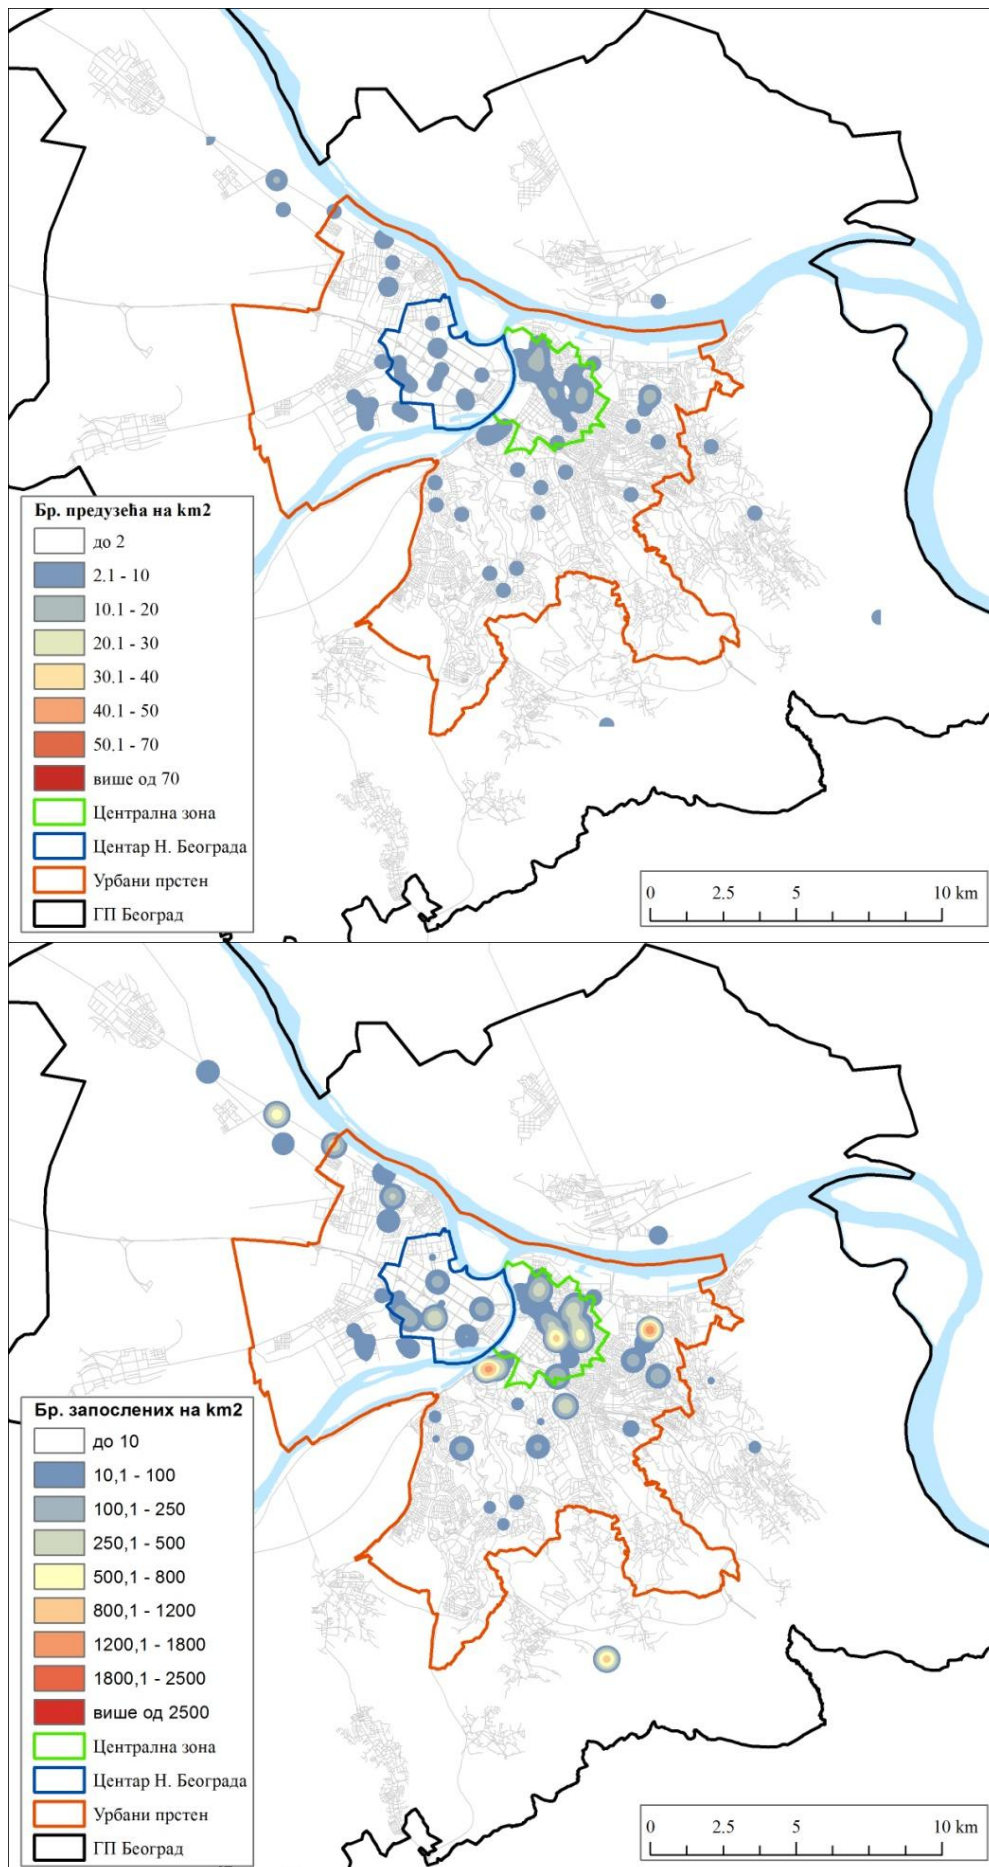 Бр. предузећа на km2
до 2
2.1 - 10
10.1 - 20
20.1 - 30
30.1 - 40
40.1 - 50
50.1 - 70
више од 70
Централна зона
Центар Н. Београда
Урбани прстен
ГП Београд
0 2.5 5 10 km
Бр. запослених на km2
до 10
10,1 - 100
100,1 - 250
250,1 - 500
500,1 - 800
800,1 - 1200
1200,1 - 1800
1800,1 - 2500
више од 2500
Централна зона
Центар Н. Београда
Урбани прстен
ГП Београд
0 2.5 5 10 km